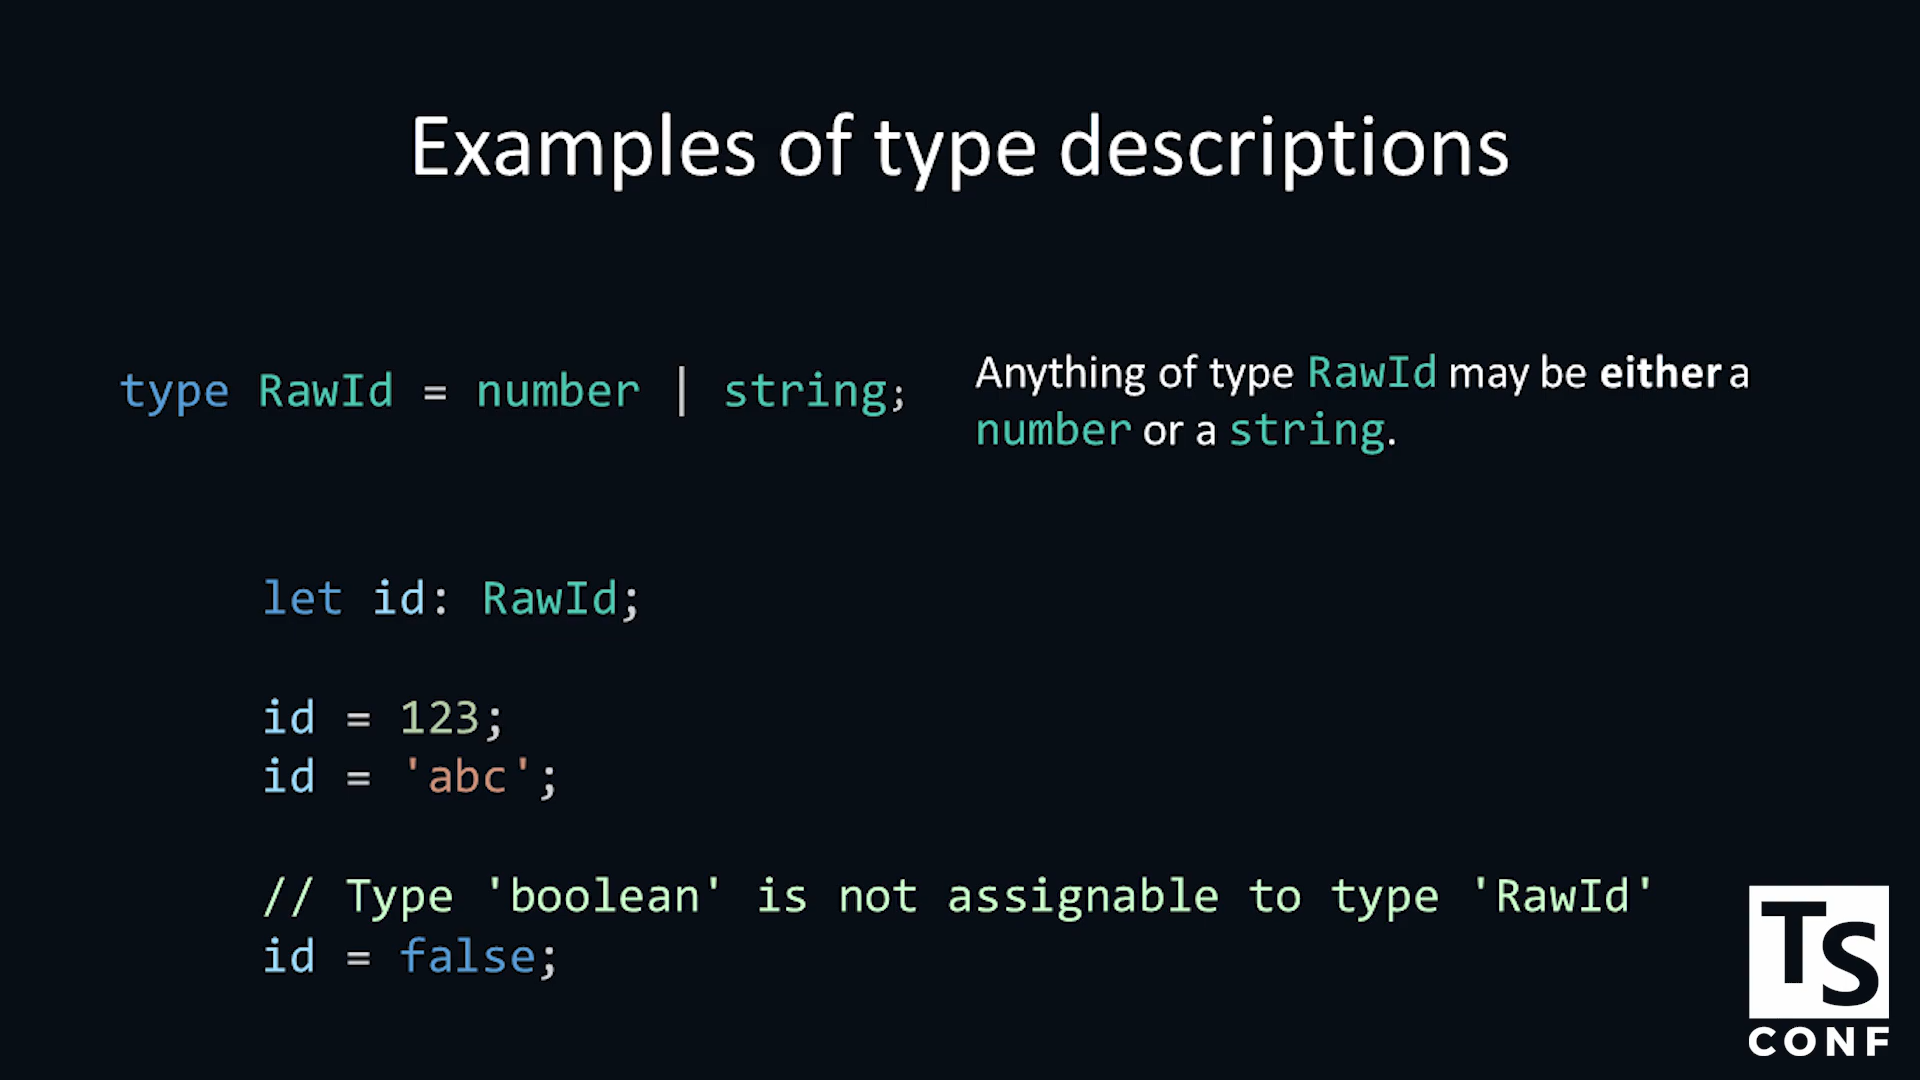 Examples of type descriptions
type RawId = number | string;
Anything of type RawId may be either a
number or a string.
let id: RawId;
id = 123;
id = 'abc';
// Type 'boolean' is not assignable to type 'RawId'
id = false;
TS
CONF